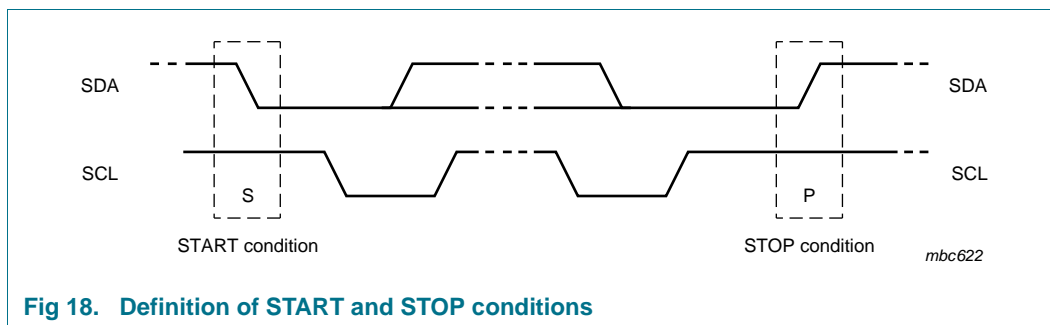 SDA SDA
SCL SCL
S P
START condition STOP condition
mbc622
Fig 18. Definition of START and STOP conditions